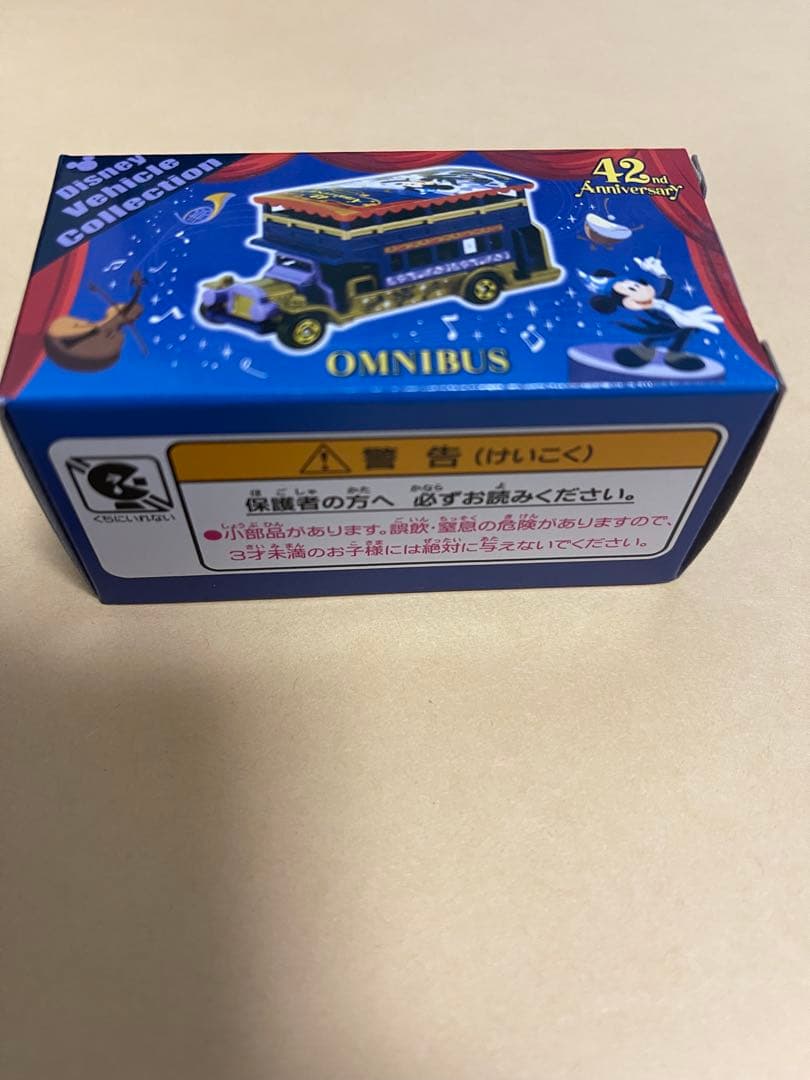 Disney
Vehicle
Collection
42nd
Anniversary
OMNIBUS
警告(けいこく)
くちにいれない
保護者の方へ 必ずお読みください。
●小部品があります。誤飲・窒息の危険がありますので、
3才未満のお子様には絶対に与えないでください。